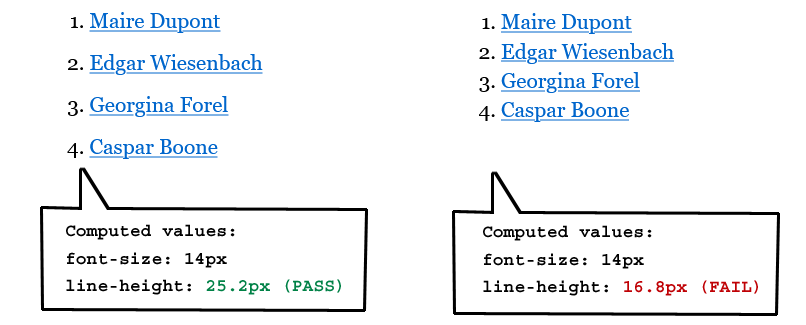 1. Maire Dupont
2. Edgar Wiesenbach
3. Georgina Forel
4. Caspar Boone
Computed values:
font-size: 14px
line-height: 25.2px (PASS)
1. Maire Dupont
2. Edgar Wiesenbach
3. Georgina Forel
4. Caspar Boone
Computed values:
font-size: 14px
line-height: 16.8px (FAIL)